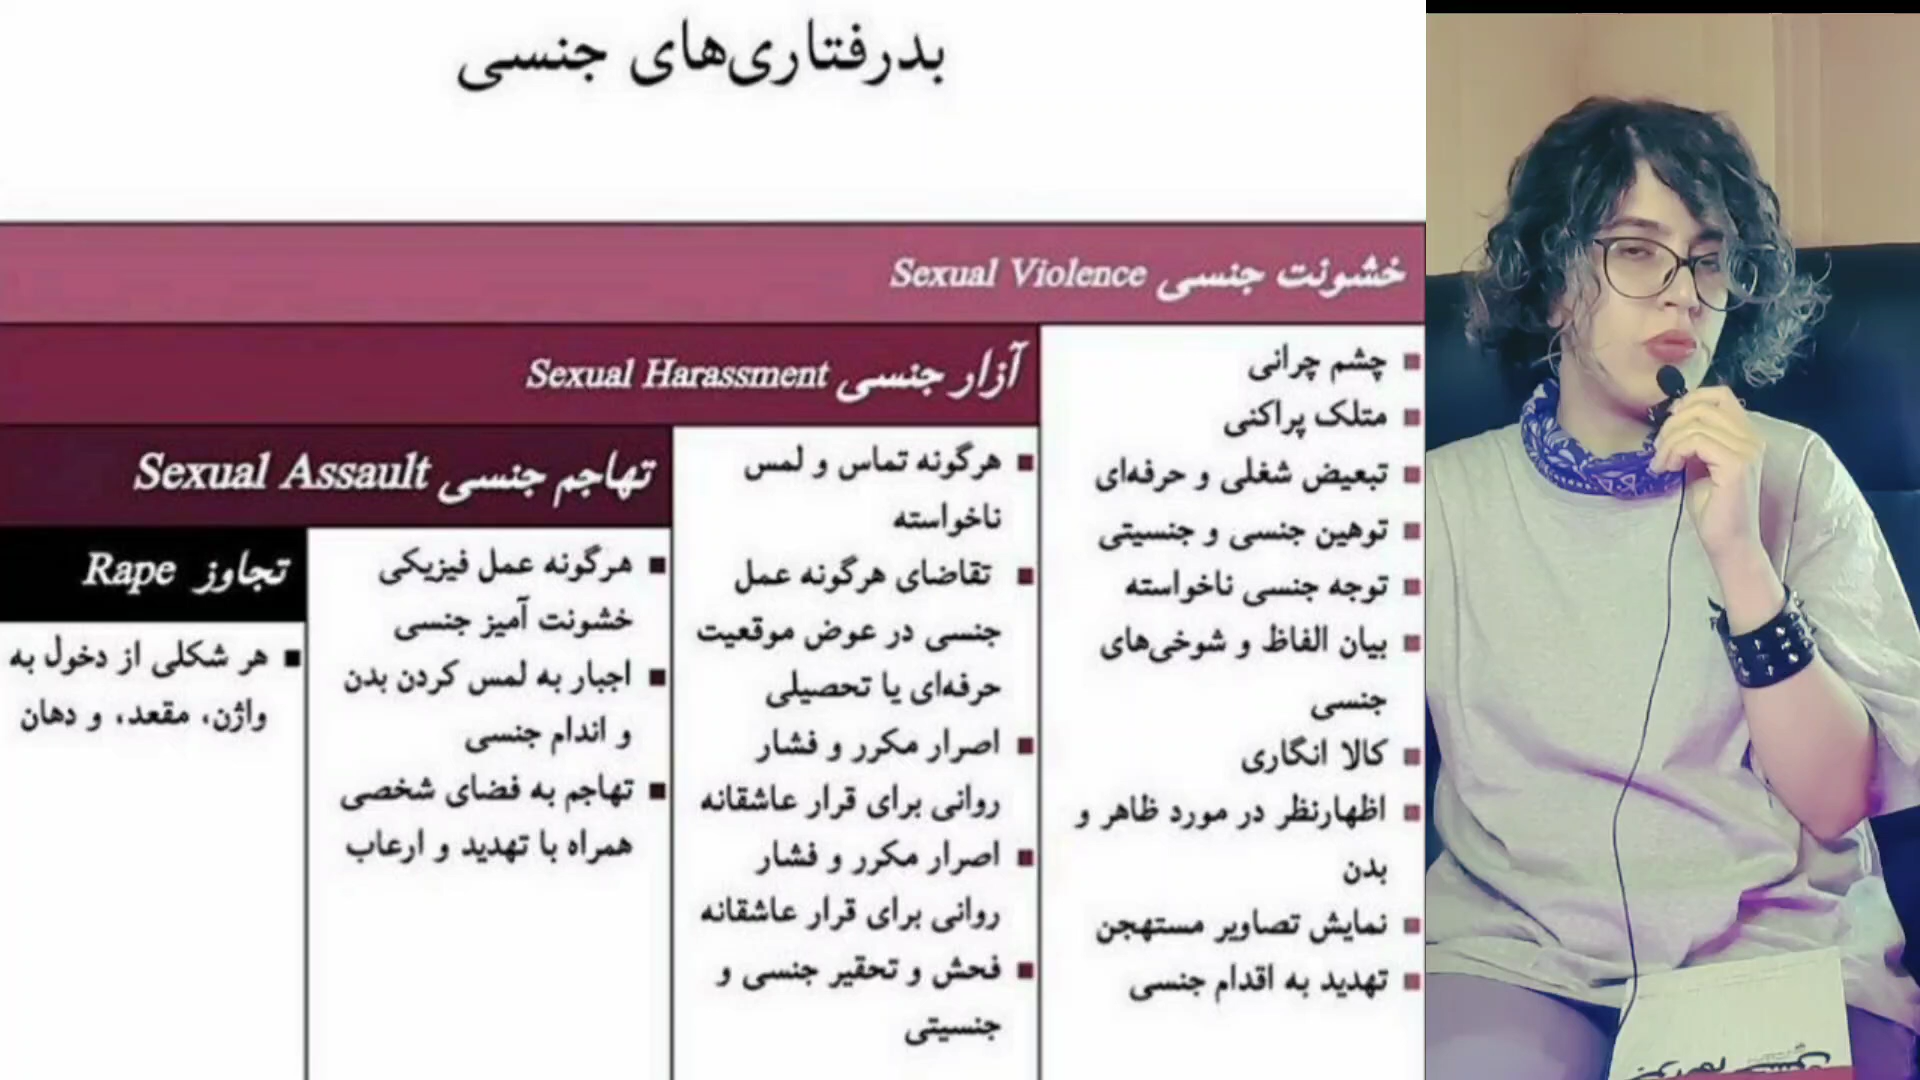 بدرفتاری‌های جنسی
خشونت جنسی Sexual Violence
چشم چرانی
متلک پراکنی
تبعیض شغلی و حرفه‌ای
توهین جنسی و جنسیتی
توجه جنسی ناخواسته
بیان الفاظ و شوخی‌های
جنسی
کالا انگاری
اظهارنظر در مورد ظاهر و
بدن
نمایش تصاویر مستهجن
تهدید به اقدام جنسی
آزار جنسی Sexual Harassment
هرگونه تماس و لمس
ناخواسته
تقاضای هرگونه عمل
جنسی در عوض موقعیت
حرفه‌ای یا تحصیلی
اصرار مکرر و فشار
روانی برای قرار عاشقانه
اصرار مکرر و فشار
روانی برای قرار عاشقانه
فحش و تحقیر جنسی و
جنسیتی
تهاجم جنسی Sexual Assault
هرگونه عمل فیزیکی
خشونت آمیز جنسی
اجبار به لمس کردن بدن
و اندام جنسی
تهاجم به فضای شخصی
همراه با تهدید و ارعاب
تجاوز Rape
هر شکلی از دخول به
واژن، مقعد، و دهان